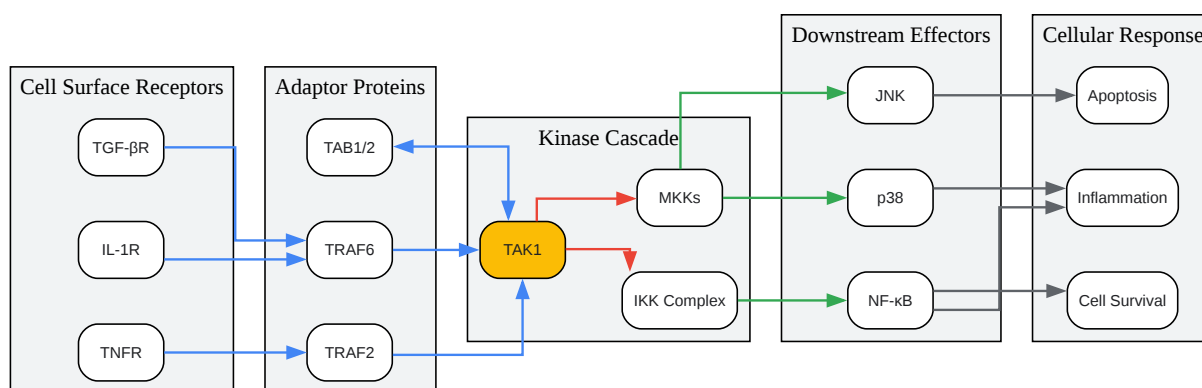 Cell Surface Receptors
TGF-βR
IL-1R
TNFR
Adaptor Proteins
TAB1/2
TRAF6
TRAF2
Kinase Cascade
TAK1
MKKs
IKK Complex
Downstream Effectors
JNK
p38
NF-κB
Cellular Response
Apoptosis
Inflammation
Cell Survival